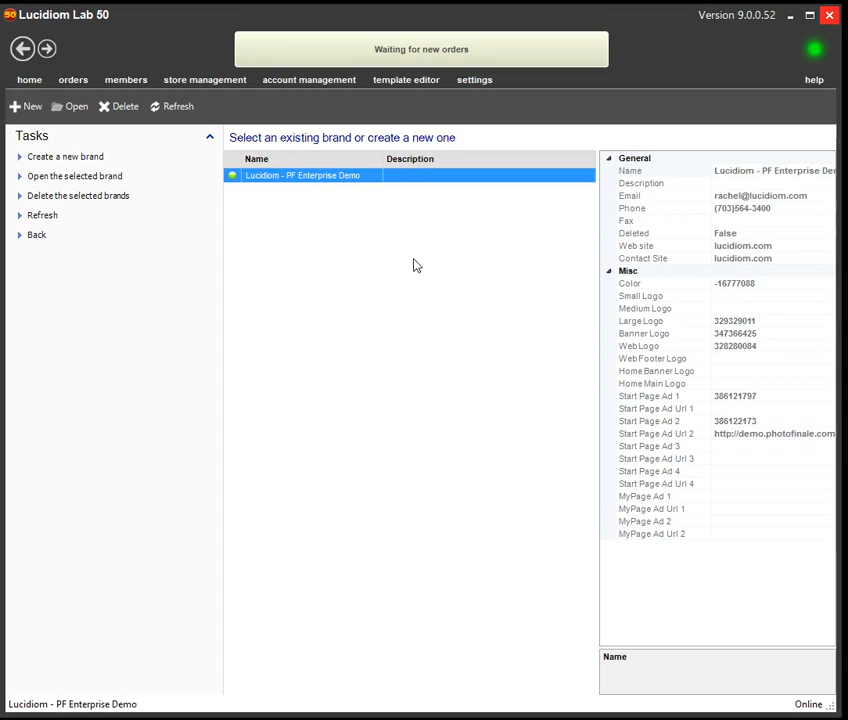 50 Lucidiom Lab 50
Version 9.0.0.52
Waiting for new orders
home orders members store management account management template editor settings help
New Open Delete Refresh
Tasks
Create a new brand
Open the selected brand
Delete the selected brands
Refresh
Back
Select an existing brand or create a new one
Name Description
Lucidiom - PF Enterprise Demo
General
Name Lucidiom - PF Enterprise Der
Description
Email rachel@lucidiom.com
Phone (703)564-3400
Fax
Deleted False
Web site lucidiom.com
Contact Site lucidiom.com
Misc
Color -16777088
Small Logo
Medium Logo
Large Logo 329329011
Banner Logo 347366425
Web Logo 328280084
Web Footer Logo
Home Banner Logo
Home Main Logo
Start Page Ad 1 386121797
Start Page Ad Url 1
Start Page Ad 2 386122173
Start Page Ad Url 2 http://demo.photofinale.com
Start Page Ad 3
Start Page Ad Url 3
Start Page Ad 4
Start Page Ad Url 4
MyPage Ad 1
MyPage Ad Url 1
MyPage Ad 2
MyPage Ad Url 2
Name
Lucidiom - PF Enterprise Demo
Online